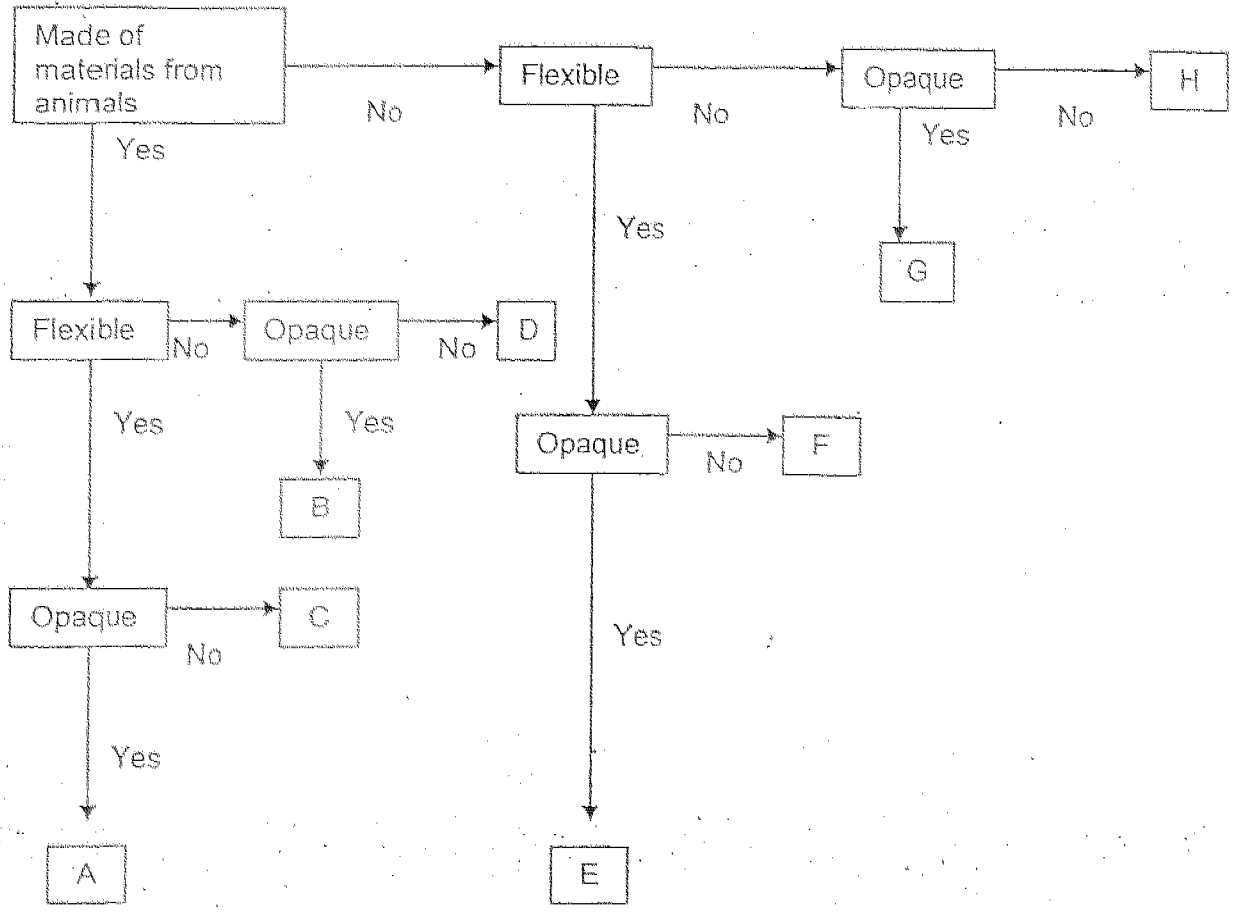 Made of
materials from
animals
No
Flexible
No
Opaque
No
H
Yes
Yes
Yes
G
Flexible
No
Opaque
No
D
Yes
Yes
Opaque
No
F
B
Opaque
No
C
Yes
Yes
A
E